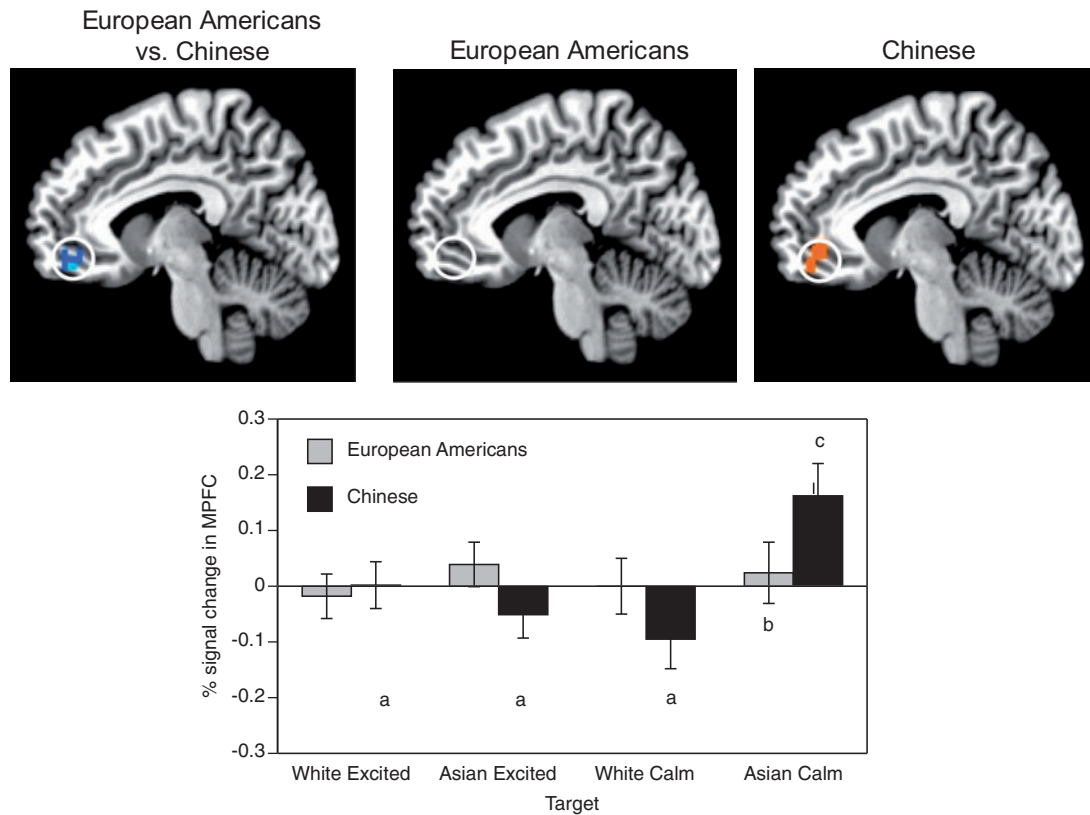 European Americans
vs. Chinese
European Americans
Chinese
0.3
0.2
0.1
0
-0.1
-0.2
-0.3
% signal change in MPFC
European Americans
Chinese
c
b
a
a
a
White Excited
Asian Excited
White Calm
Asian Calm
Target